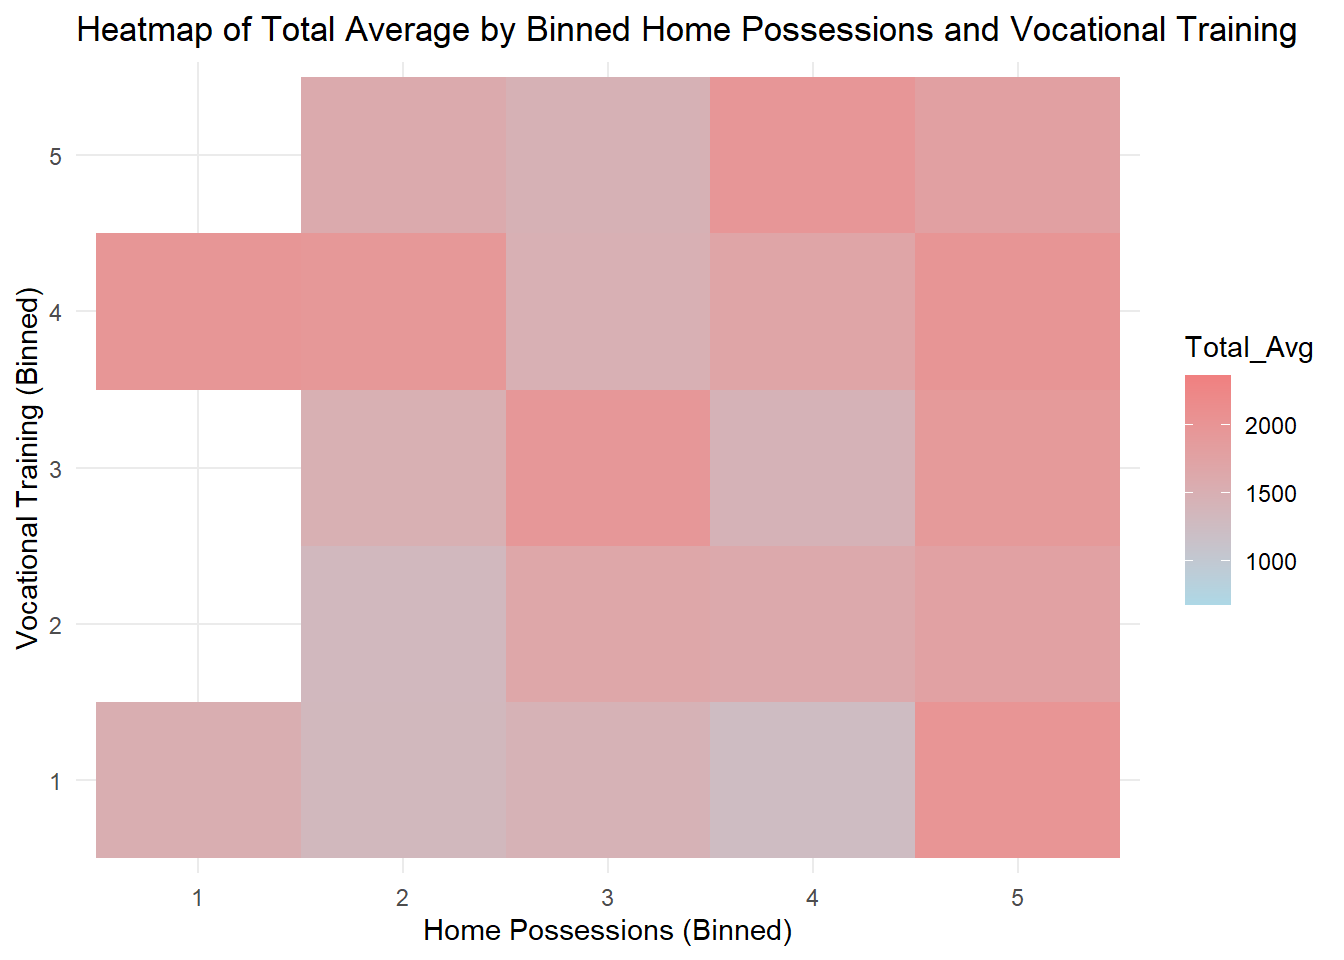 Heatmap of Total Average by Binned Home Possessions and Vocational Training
Vocational Training (Binned)
5
4
3
2
1
1 2 3 4 5
Home Possessions (Binned)
Total_Avg
2000
1500
1000